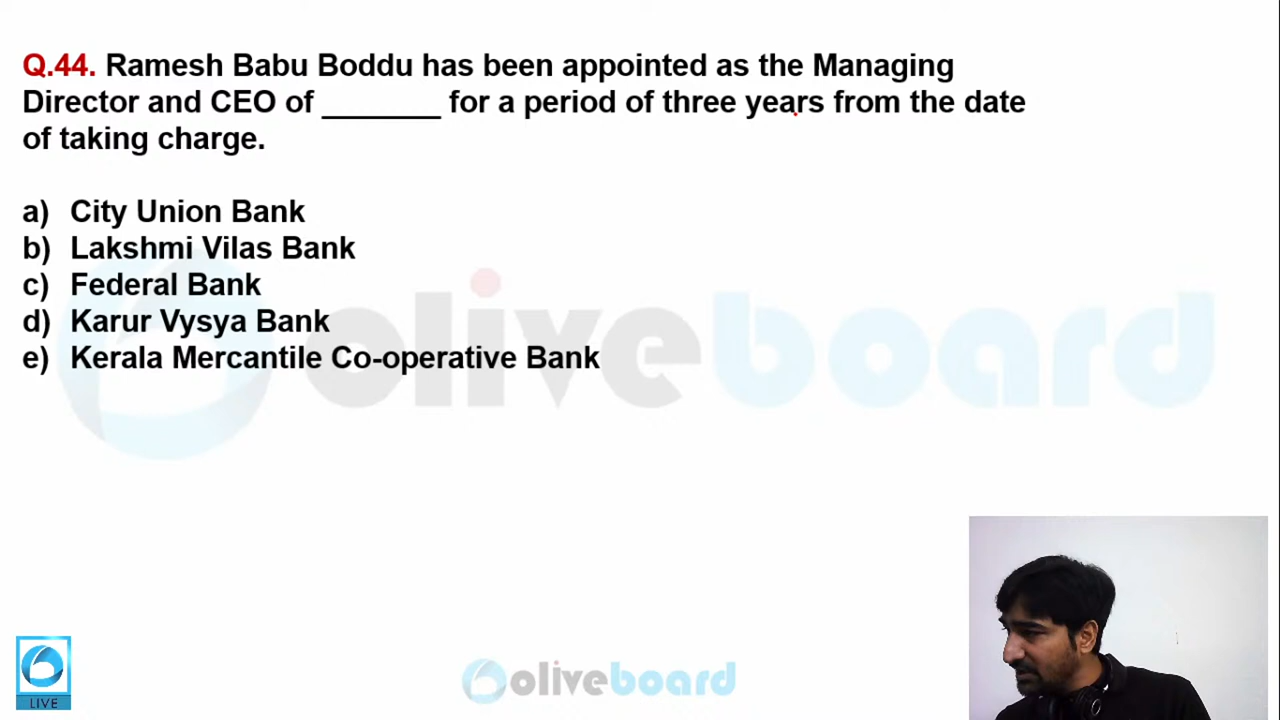 Q.44. Ramesh Babu Boddu has been appointed as the Managing
Director and CEO of _______ for a period of three years from the date
of taking charge.
a) City Union Bank
b) Lakshmi Vilas Bank
c) Federal Bank
d) Karur Vysya Bank
e) Kerala Mercantile Co-operative Bank
oliveboard
LIVE
oliveboard